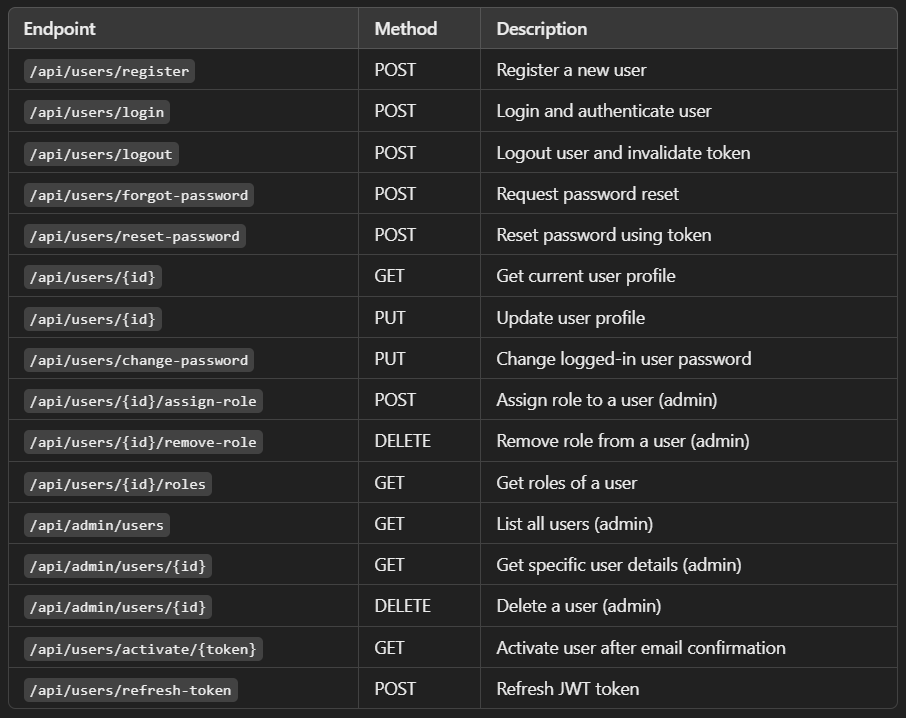 Endpoint Method Description
/api/users/register POST Register a new user
/api/users/login POST Login and authenticate user
/api/users/logout POST Logout user and invalidate token
/api/users/forgot-password POST Request password reset
/api/users/reset-password POST Reset password using token
/api/users/{id} GET Get current user profile
/api/users/{id} PUT Update user profile
/api/users/change-password PUT Change logged-in user password
/api/users/{id}/assign-role POST Assign role to a user (admin)
/api/users/{id}/remove-role DELETE Remove role from a user (admin)
/api/users/{id}/roles GET Get roles of a user
/api/admin/users GET List all users (admin)
/api/admin/users/{id} GET Get specific user details (admin)
/api/admin/users/{id} DELETE Delete a user (admin)
/api/users/activate/{token} GET Activate user after email confirmation
/api/users/refresh-token POST Refresh JWT token